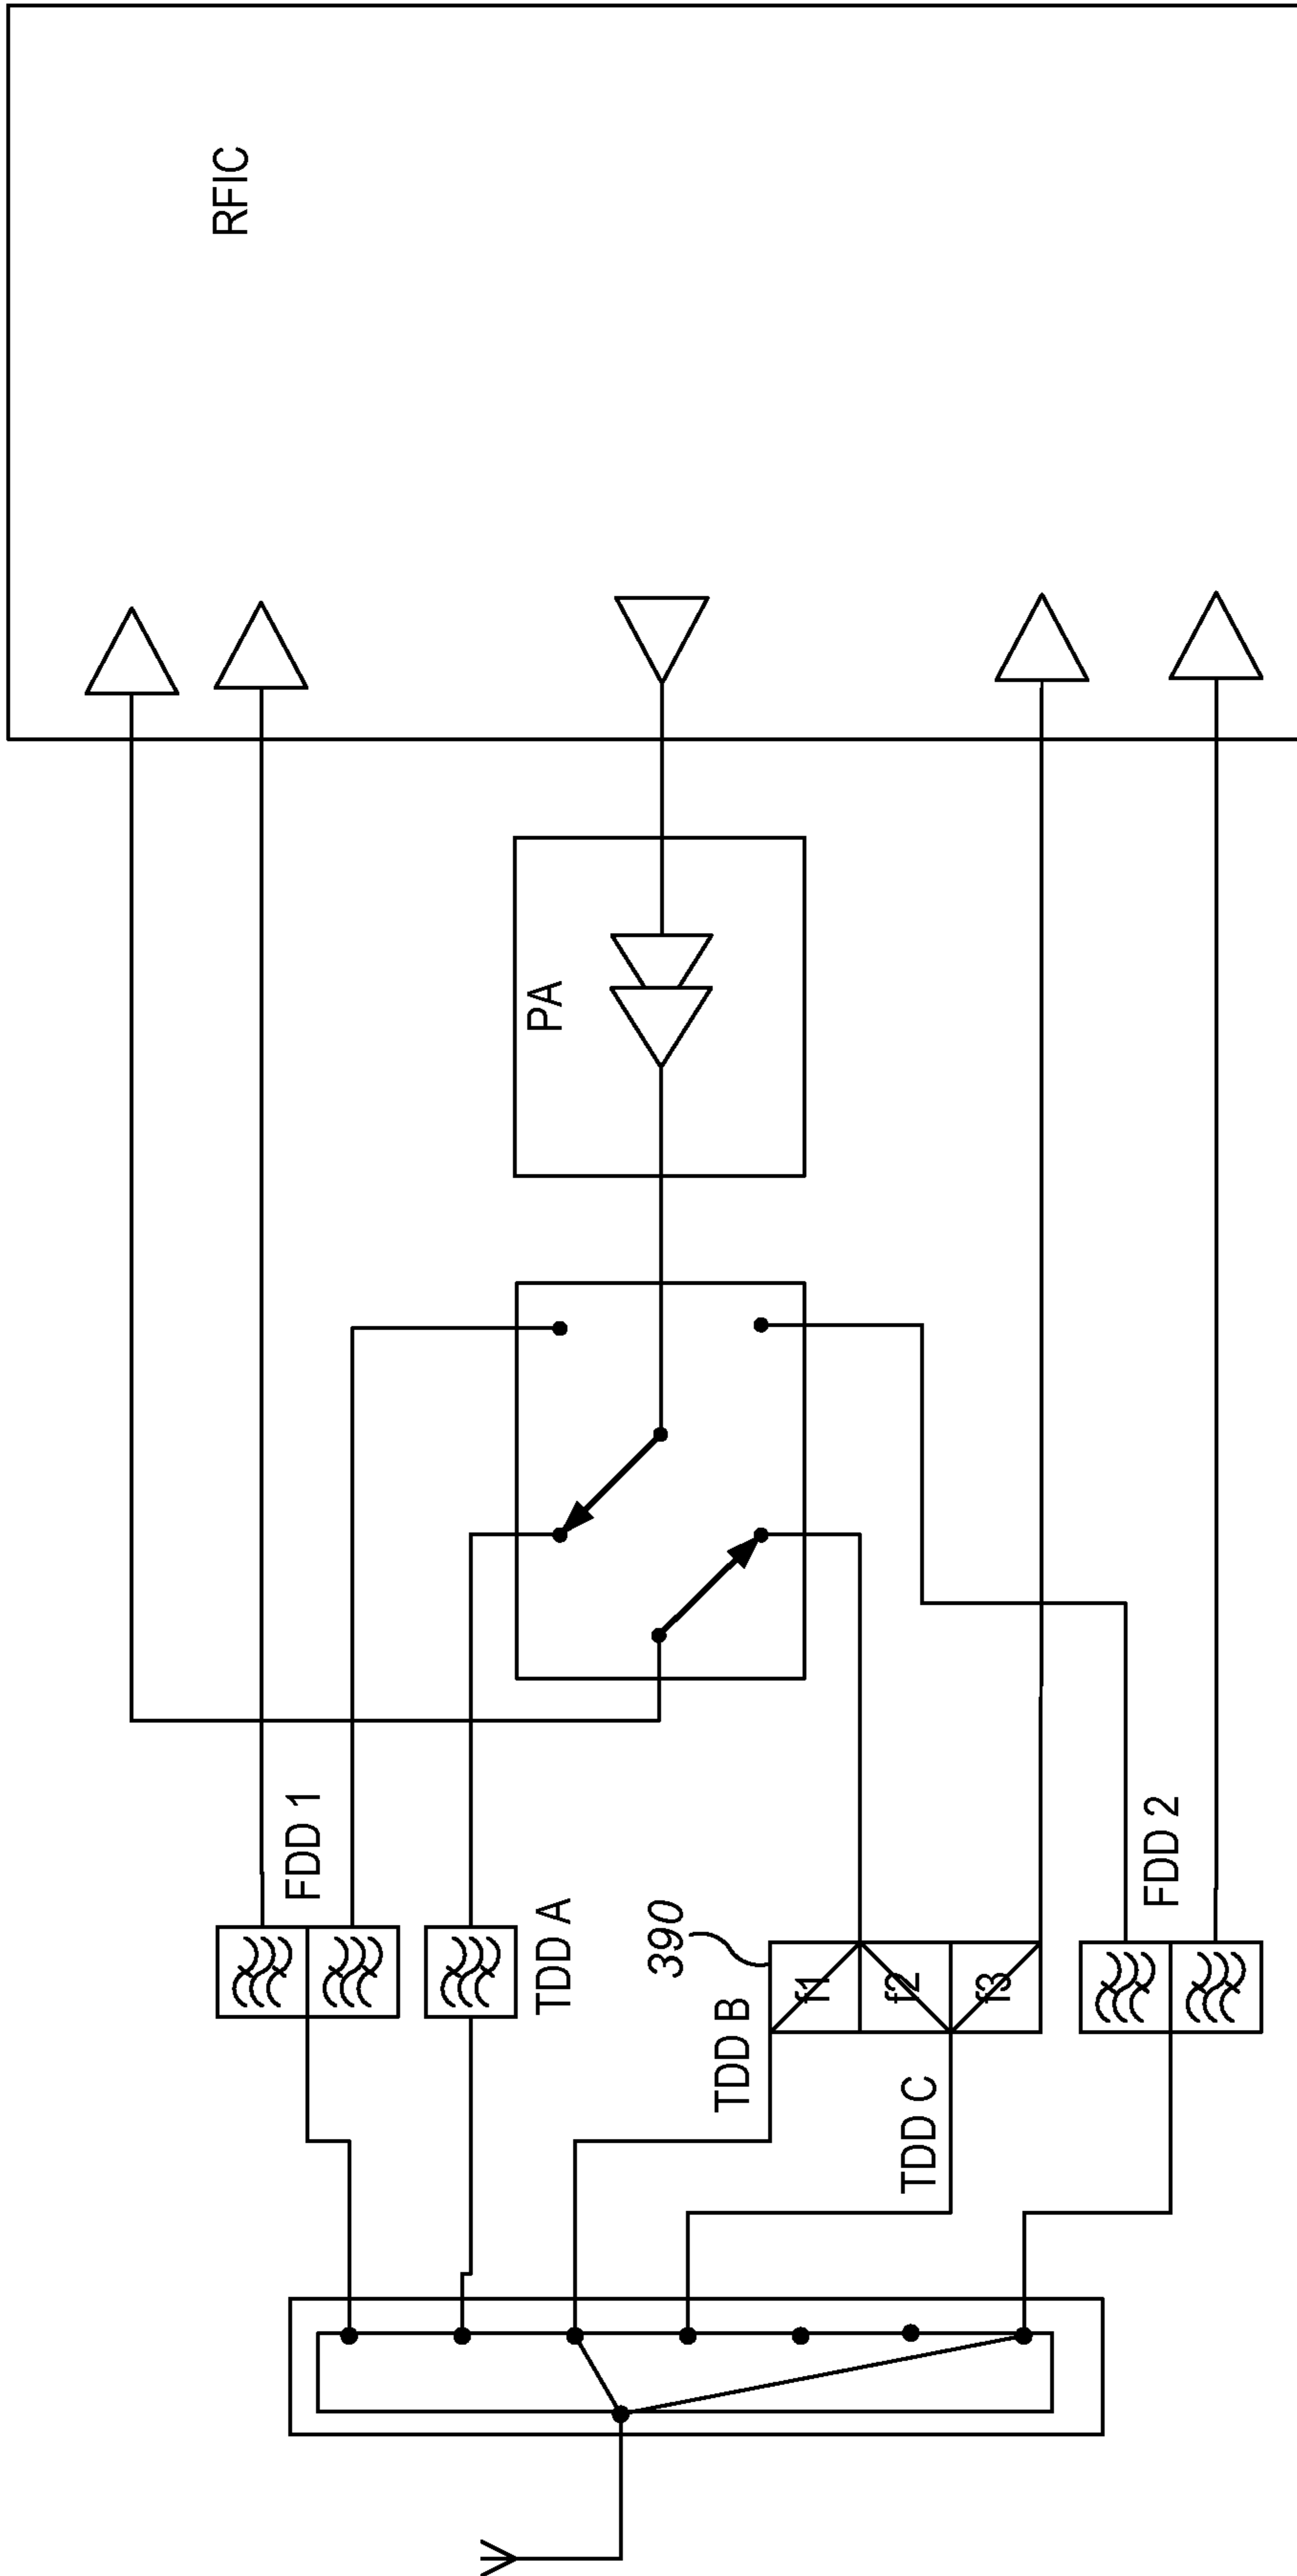 RFIC
PA
FDD 1
TDD A
390
TDD B
f1
f2
f3
TDD C
FDD 2